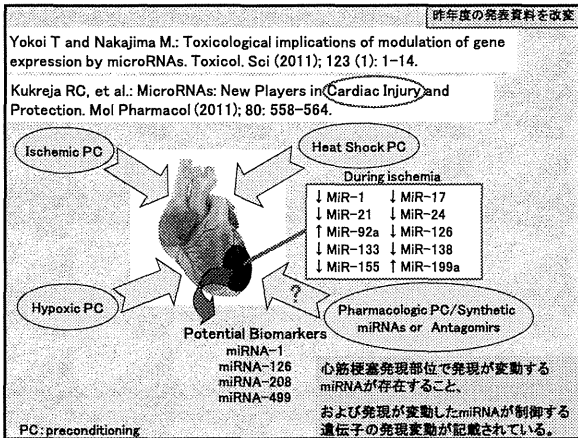 昨年度の発表資料を改変
Yokoi T and Nakajima M.: Toxicological implications of modulation of gene
expression by microRNAs. Toxicol. Sci (2011); 123 (1): 1-14.
Kukreja RC, et al.: MicroRNAs: New Players in Cardiac Injury and
Protection. Mol Pharmacol (2011); 80: 558-564.
Ischemic PC
Heat Shock PC
During ischemia
↓ MiR-1 ↓ MiR-17
↓ MiR-21 ↓ MiR-24
↑ MiR-92a ↓ MiR-126
↓ MiR-133 ↓ MiR-138
↓ MiR-155 ↑ MiR-199a
Hypoxic PC
?
Pharmacologic PC/Synthetic
miRNAs or Antagomirs
Potential Biomarkers
miRNA-1
miRNA-126
miRNA-208
miRNA-499
心筋梗塞発現部位で発現が変動する
miRNAが存在すること、
および発現が変動したmiRNAが制御する
遺伝子の発現変動が記載されている。
PC:preconditioning